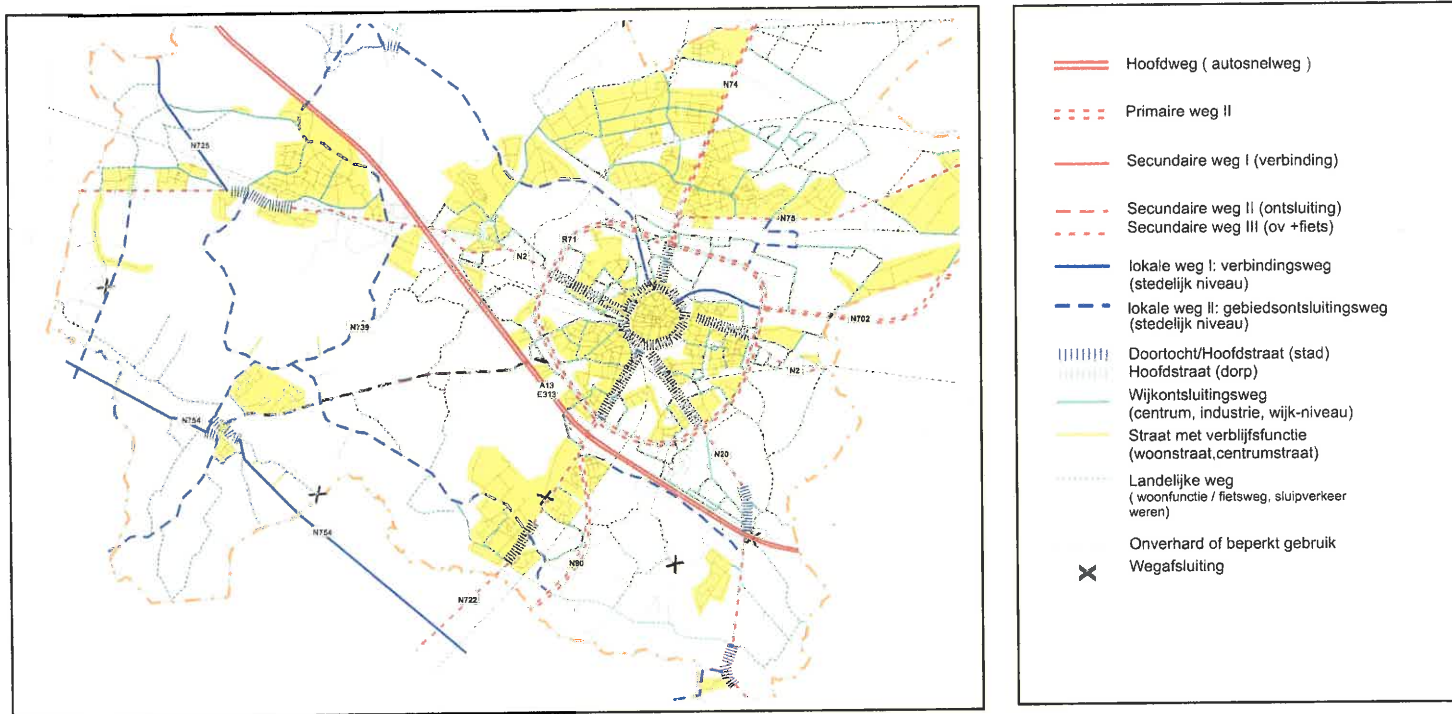 N74
N725
N75
R71
N2
N702
N739
A13
E313
N2
N754
N20
N754
N90
N722
Hoofdweg ( autosnelweg )
Primaire weg II
Secundaire weg I (verbinding)
Secundaire weg II (ontsluiting)
Secundaire weg III (ov +fiets)
lokale weg I: verbindingsweg
(stedelijk niveau)
lokale weg II: gebiedsontsluitingsweg
(stedelijk niveau)
Doortocht/Hoofdstraat (stad)
Hoofdstraat (dorp)
Wijkontsluitingsweg
(centrum, industrie, wijk-niveau)
Straat met verblijfsfunctie
(woonstraat,centrumstraat)
Landelijke weg
( woonfunctie / fietsweg, sluipverkeer
weren)
Onverhard of beperkt gebruik
Wegafsluiting